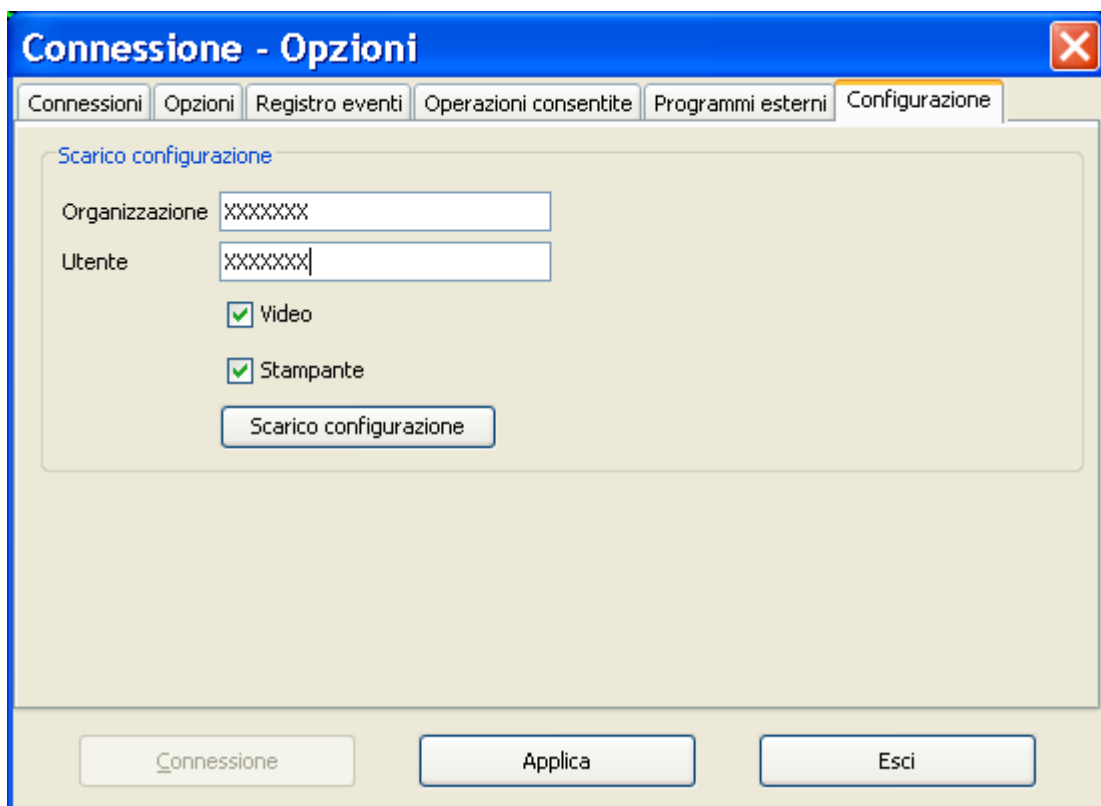 Connessione - Opzioni
Connessioni Opzioni Registro eventi Operazioni consentite Programmi esterni Configurazione
Scarico configurazione
Organizzazione XXXXXXX
Utente XXXXXXX
Video
Stampante
Scarico configurazione
Connessione Applica Esci